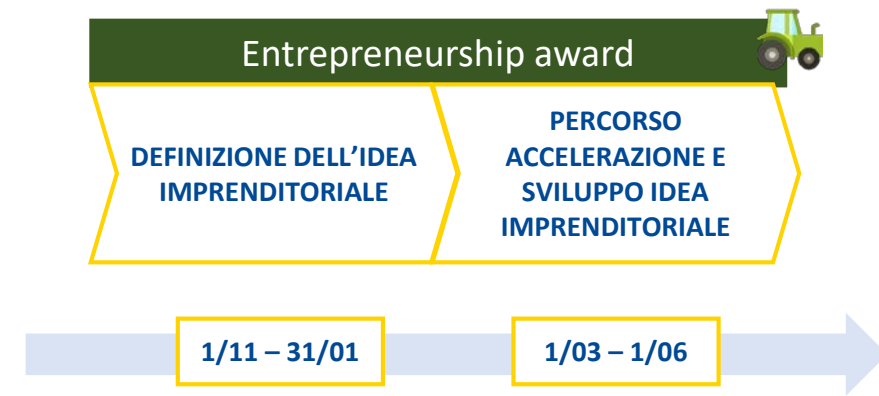 Entrepreneurship award
DEFINIZIONE DELL’IDEA
IMPRENDITORIALE
PERCORSO
ACCELERAZIONE E
SVILUPPO IDEA
IMPRENDITORIALE
1/11 – 31/01
1/03 – 1/06